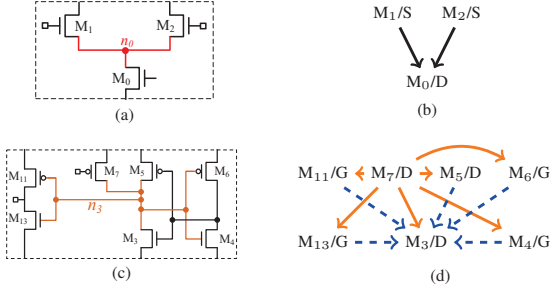 M₁
n₀
M₂
M₀
(a)
M₁/S M₂/S
M₀/D
(b)
M₁₁
M₇
M₅
M₆
n₃
M₁₃
M₃
M₄
(c)
M₁₁/G M₇/D M₅/D M₆/G
M₁₃/G M₃/D M₄/G
(d)